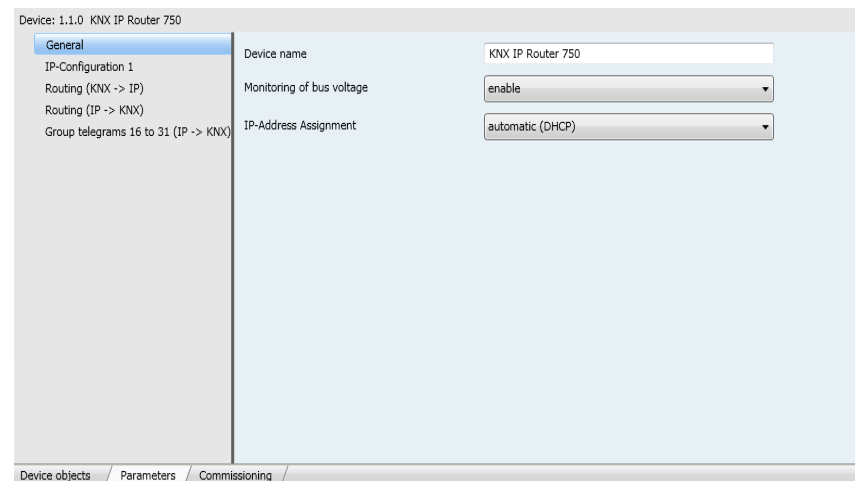 Device: 1.1.0 KNX IP Router 750
General
IP-Configuration 1
Routing (KNX -> IP)
Routing (IP -> KNX)
Group telegrams 16 to 31 (IP -> KNX)
Device name
KNX IP Router 750
Monitoring of bus voltage
enable
IP-Address Assignment
automatic (DHCP)
Device objects / Parameters / Commissioning /